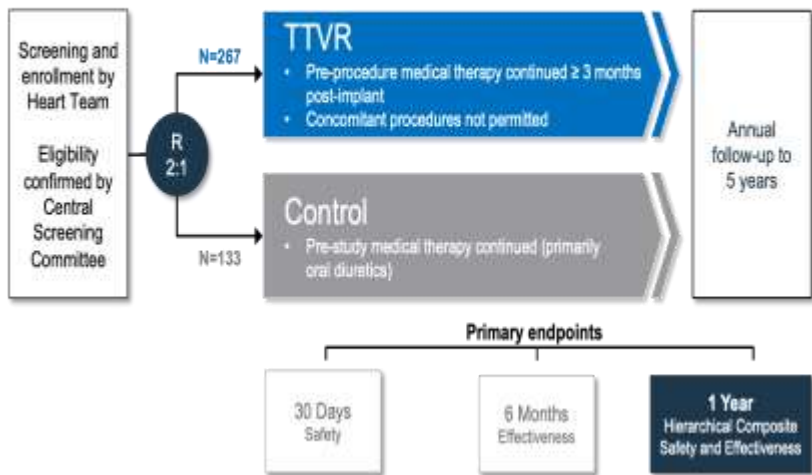 Screening and
enrollment by
Heart Team
Eligibility
confirmed by
Central
Screening
Committee
R
2:1
N=267
N=133
TTVR
• Pre-procedure medical therapy continued ≥ 3 months
post-implant
• Concomitant procedures not permitted
Control
• Pre-study medical therapy continued (primarily
oral diuretics)
Annual
follow-up to
5 years
Primary endpoints
30 Days
Safety
6 Months
Effectiveness
1 Year
Hierarchical Composite
Safety and Effectiveness